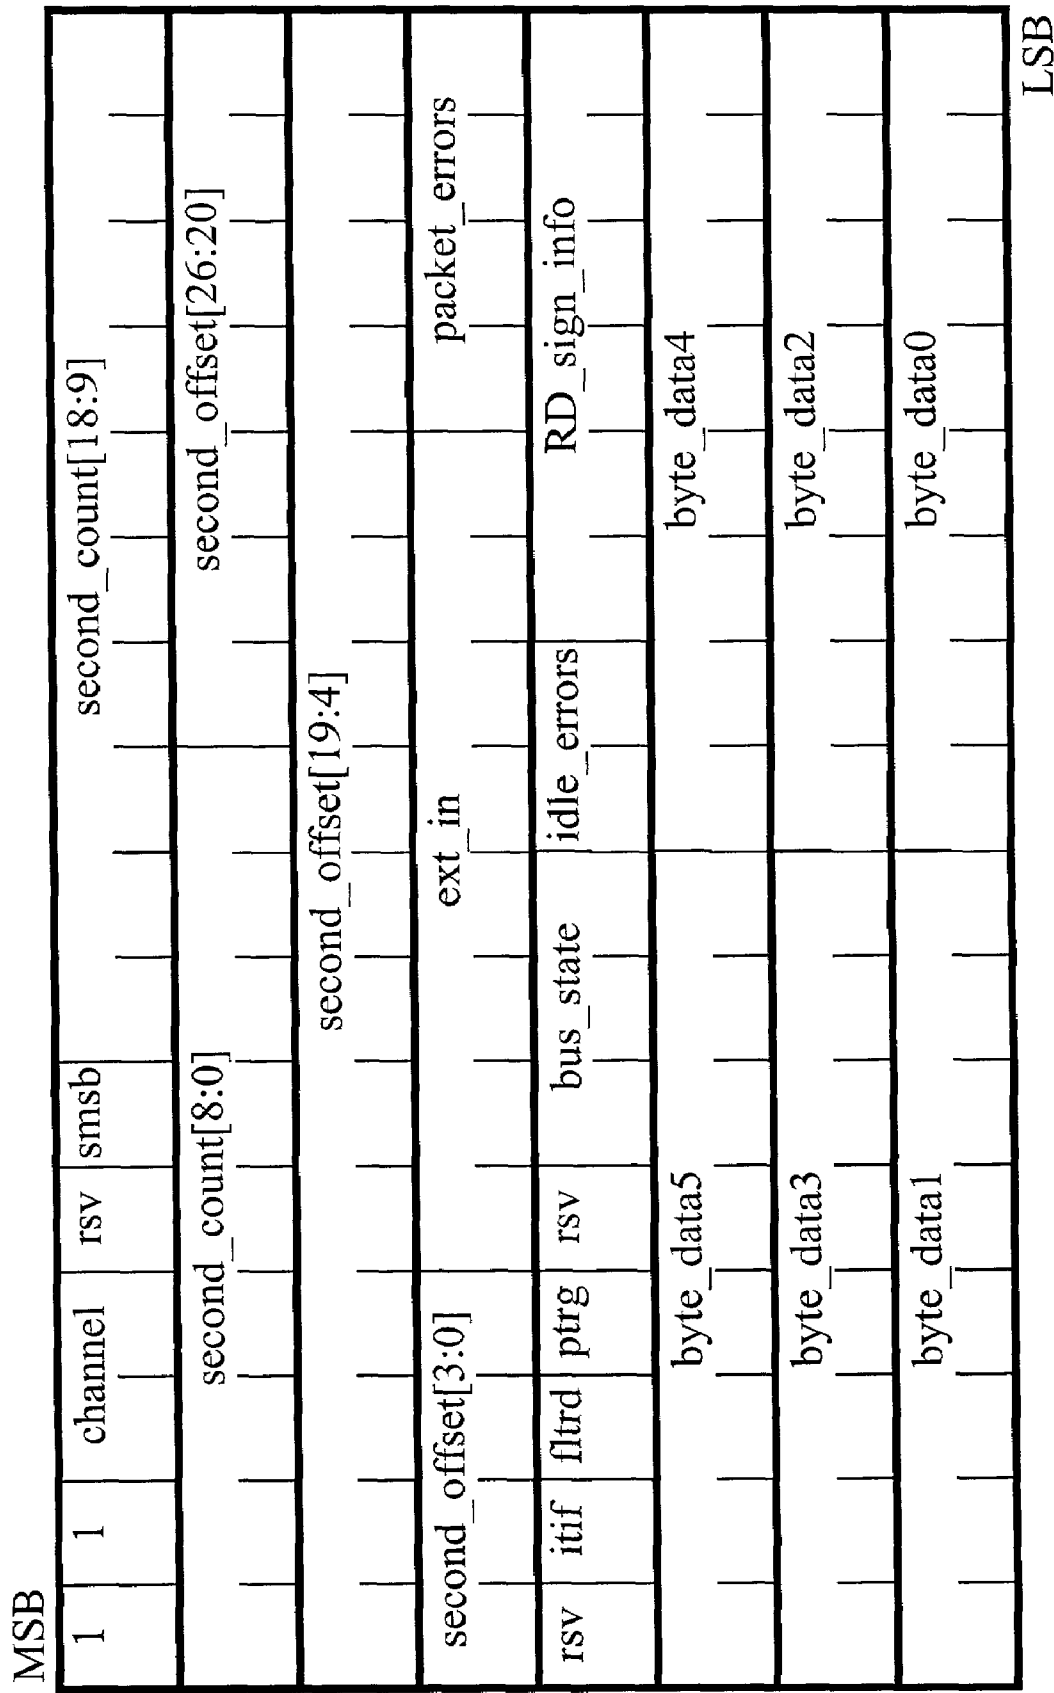 MSB
1 1 channel rsv smsb second_count[18:9]
second_count[8:0] second_offset[26:20]
second_offset[19:4]
second_offset[3:0] ext_in packet_errors
rsv itif fltrd ptrg rsv bus_state idle_errors RD_sign_info
byte_data5 byte_data4
byte_data3 byte_data2
byte_data1 byte_data0
LSB